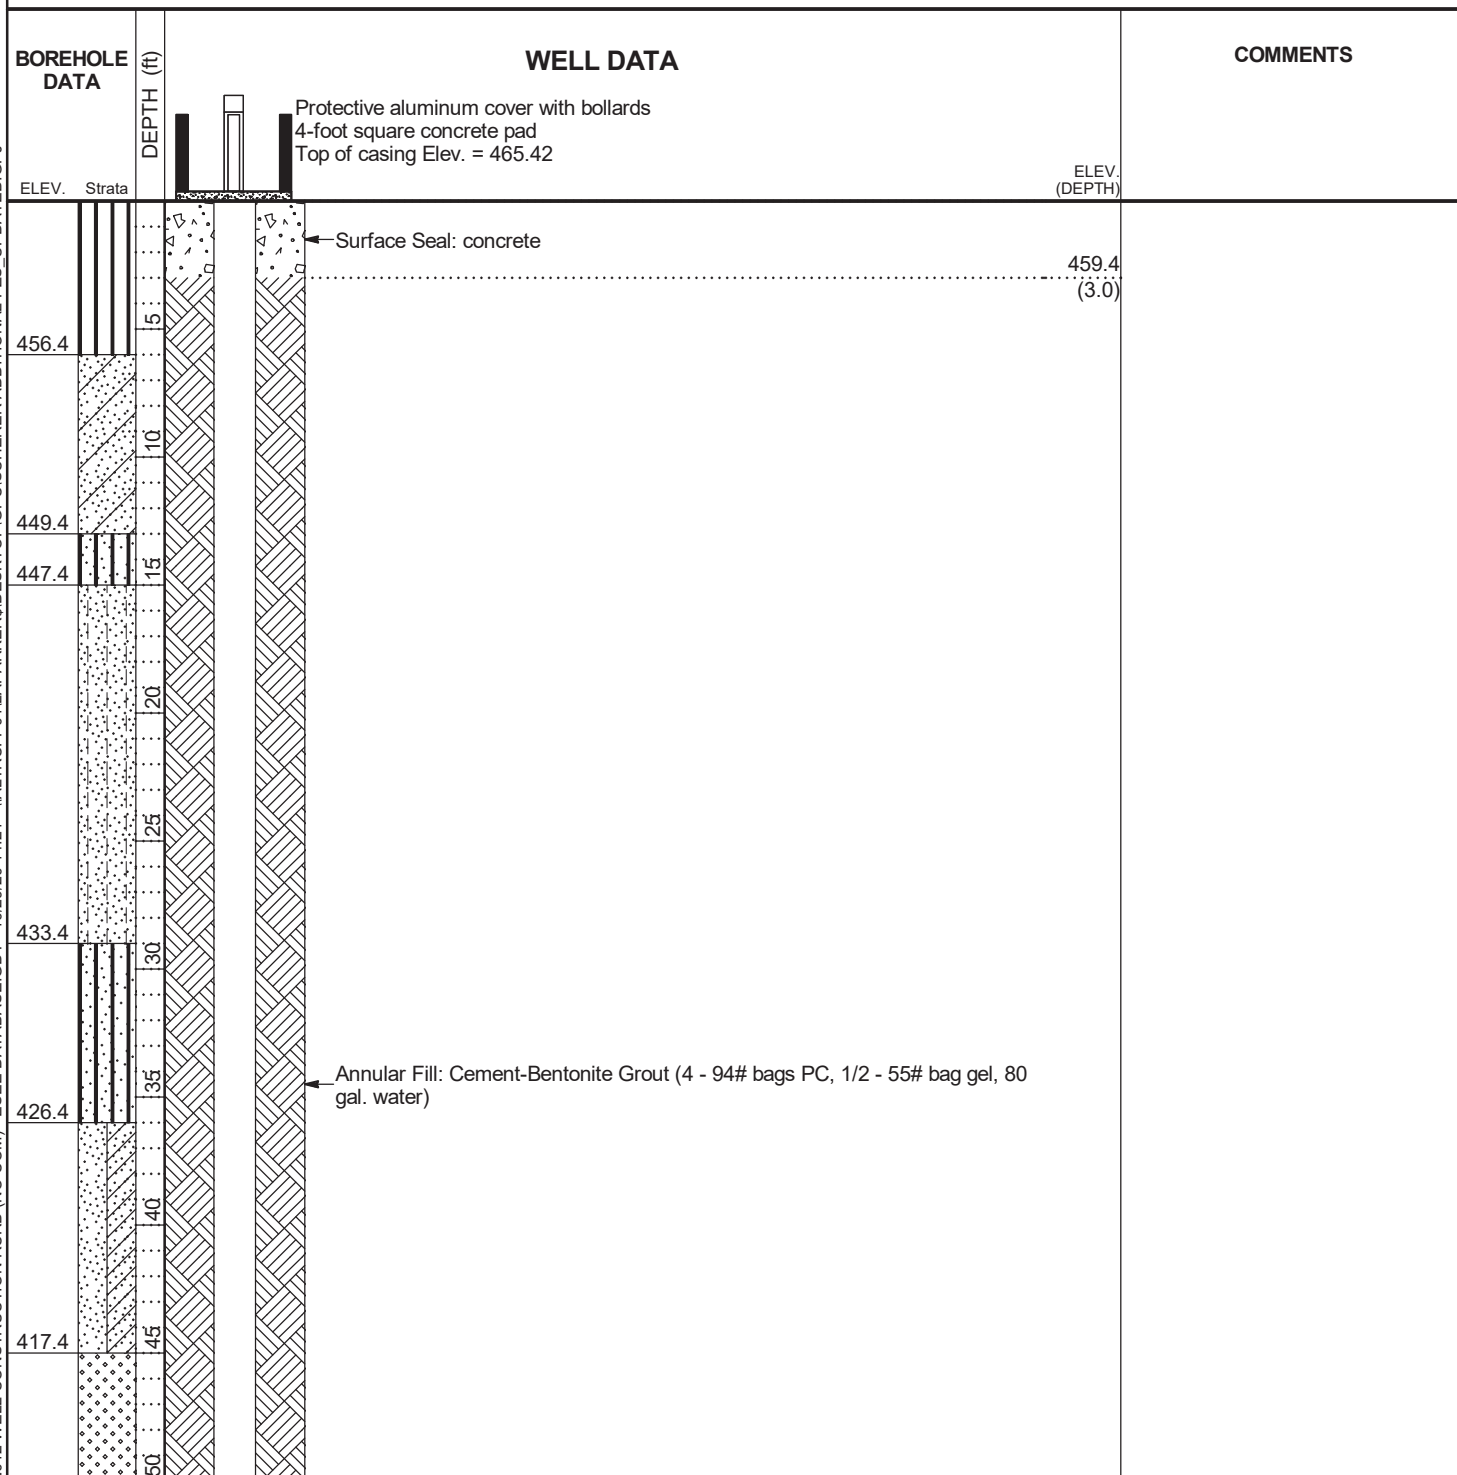 BOREHOLE
DATA
DEPTH (ft)
WELL DATA
COMMENTS
Protective aluminum cover with bollards
4-foot square concrete pad
Top of casing Elev. = 465.42
ELEV.
(DEPTH)
ELEV. Strata
Surface Seal: concrete
459.4
(3.0)
5
456.4
10
449.4
15
447.4
20
25
433.4
30
Annular Fill: Cement-Bentonite Grout (4 - 94# bags PC, 1/2 - 55# bag gel, 80
gal. water)
35
426.4
40
45
417.4
50